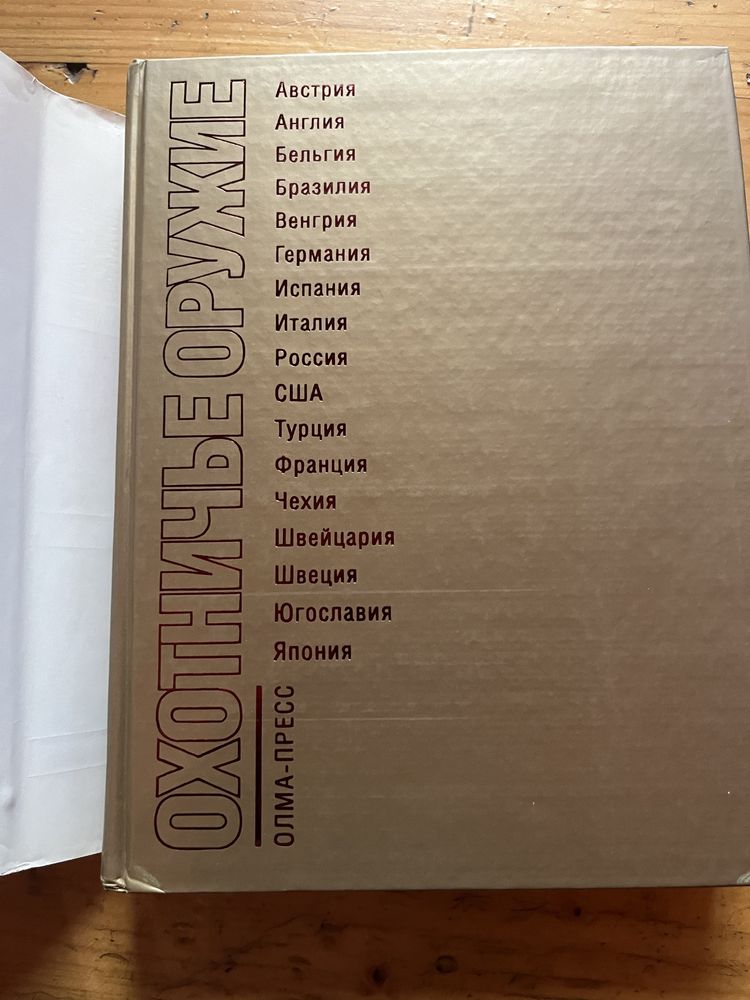 ОХОТНИЧЬЕ ОРУЖИЕ
Австрия
Англия
Бельгия
Бразилия
Венгрия
Германия
Испания
Италия
Россия
США
Турция
Франция
Чехия
Швейцария
Швеция
Югославия
Япония
ОЛМА-ПРЕСС